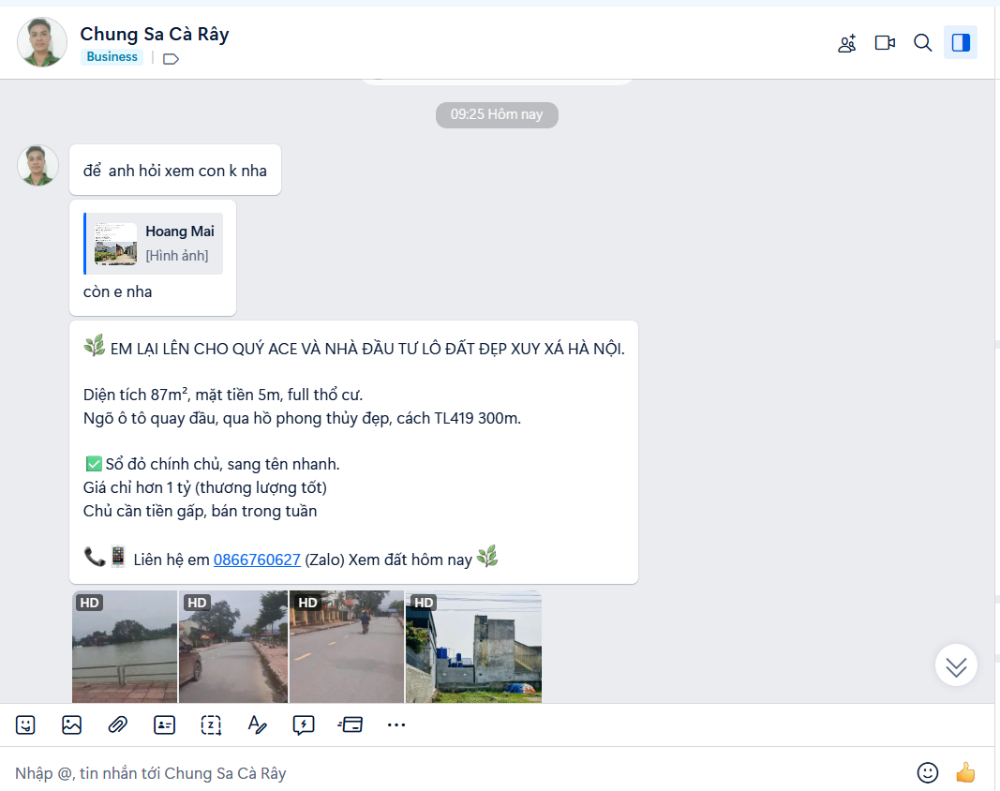 Chung Sa Cà Rây
Business
09:25 Hôm nay
để anh hỏi xem con k nha
Hoang Mai
[Hình ảnh]
còn e nha
🌿 EM LẠI LÊN CHO QUÝ ACE VÀ NHÀ ĐẦU TƯ LÔ ĐẤT ĐẸP XUY XÁ HÀ NỘI.
Diện tích 87m², mặt tiền 5m, full thổ cư.
Ngõ ô tô quay đầu, qua hồ phong thủy đẹp, cách TL419 300m.
✅ Sổ đỏ chính chủ, sang tên nhanh.
Giá chỉ hơn 1 tỷ (thương lượng tốt)
Chủ cần tiền gấp, bán trong tuần
📞📱 Liên hệ em 0866760627 (Zalo) Xem đất hôm nay 🌿
HD HD HD HD
Nhập @, tin nhắn tới Chung Sa Cà Rây